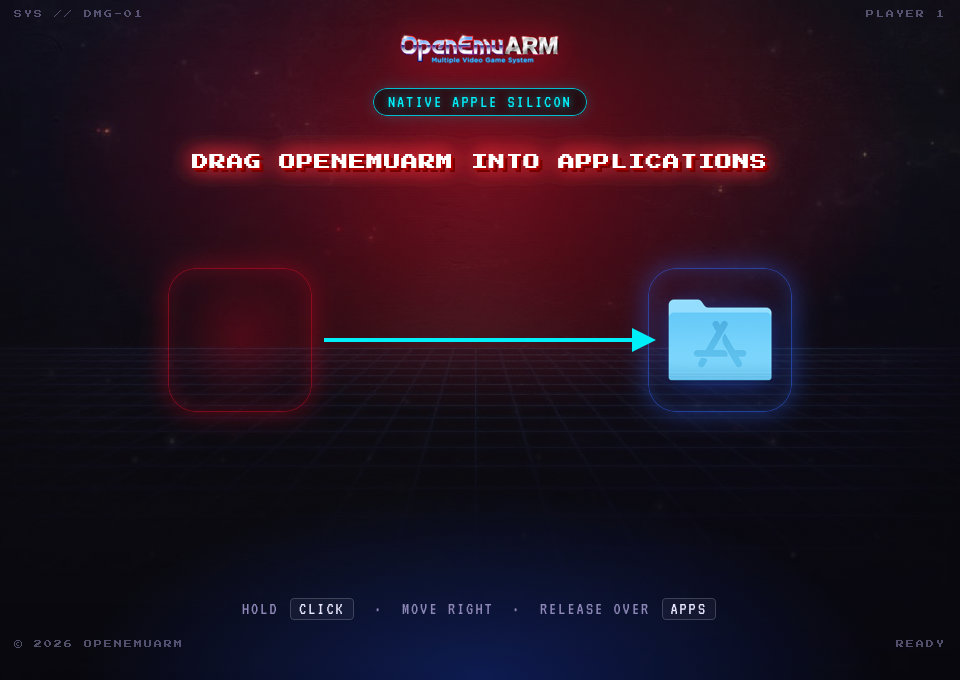 SYS // DMG-01
PLAYER 1
OpenEmuARM
Multiple Video Game System
NATIVE APPLE SILICON
DRAG OPENEMUARM INTO APPLICATIONS
HOLD CLICK · MOVE RIGHT · RELEASE OVER APPS
© 2026 OPENEMUARM
READY